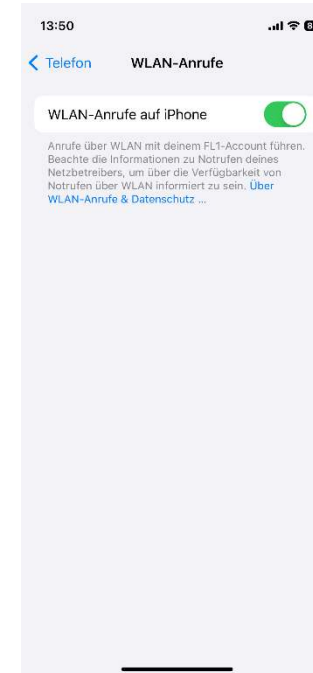 13:50
Telefon WLAN-Anrufe
WLAN-Anrufe auf iPhone
Anrufe über WLAN mit deinem FL1-Account führen.
Beachte die Informationen zu Notrufen deines
Netzbetreibers, um über die Verfügbarkeit von
Notrufen über WLAN informiert zu sein. Über
WLAN-Anrufe & Datenschutz ...